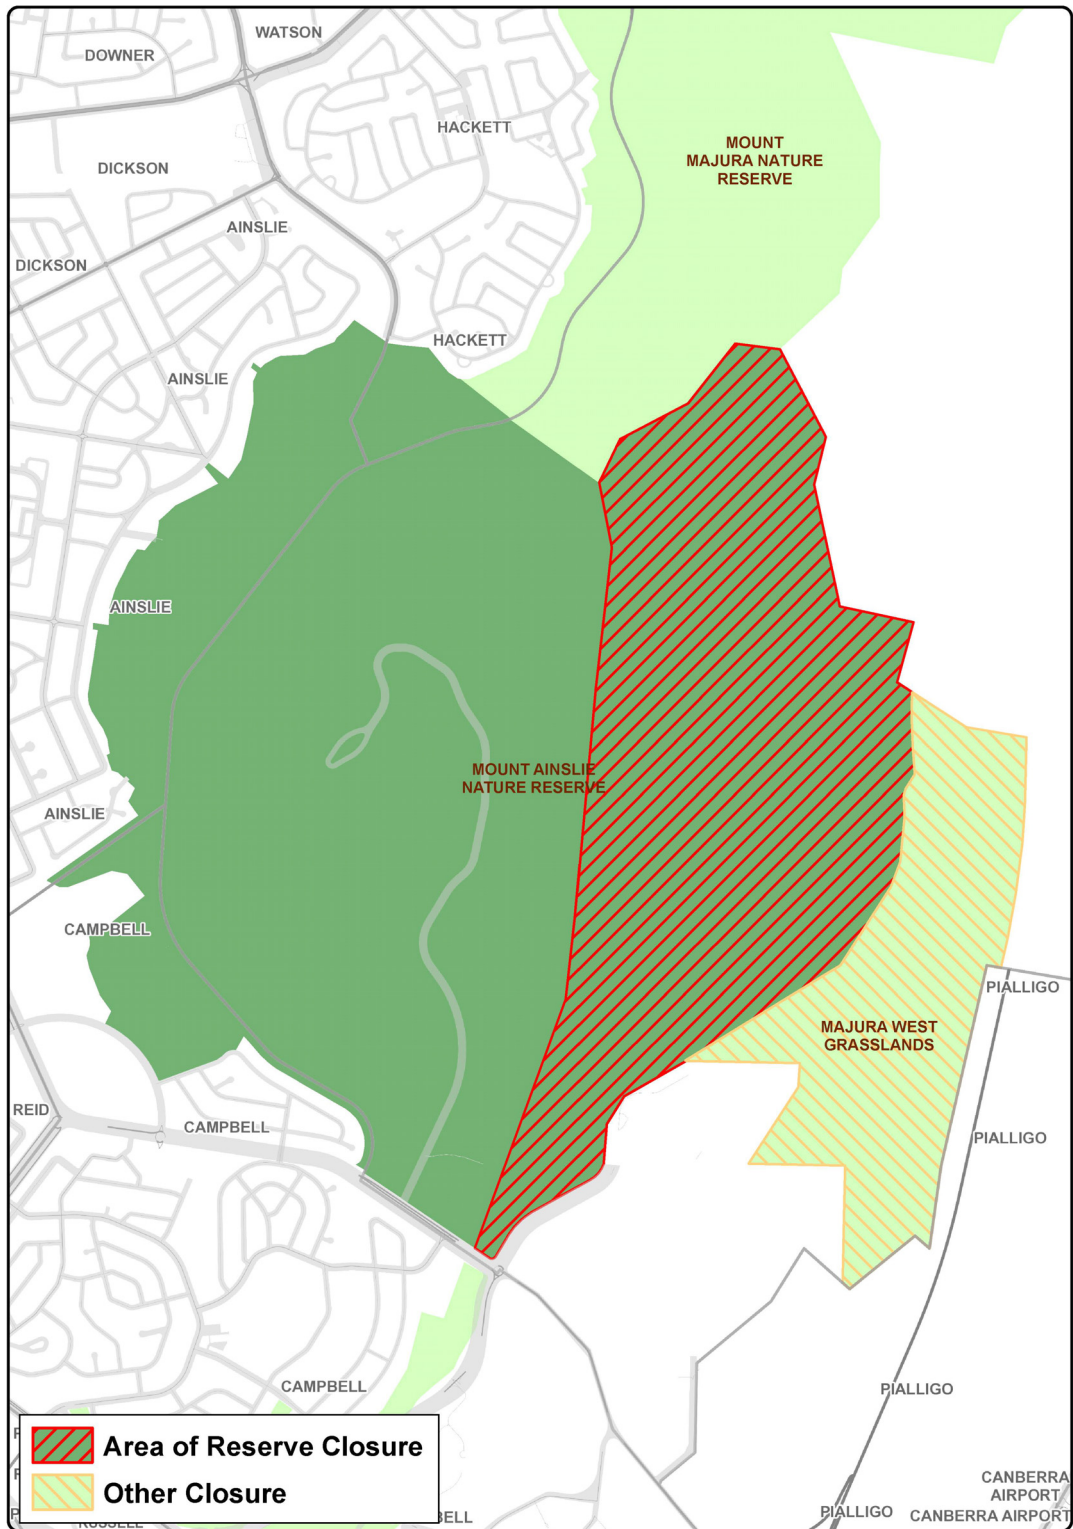 WATSON
DOWNER
HACKETT
MOUNT
MAJURA NATURE
RESERVE
DICKSON
AINSLIE
DICKSON
HACKETT
AINSLIE
AINSLIE
MOUNT AINSLIE
NATURE RESERVE
AINSLIE
CAMPBELL
PIALLIGO
MAJURA WEST
GRASSLANDS
REID
CAMPBELL
PIALLIGO
CAMPBELL
PIALLIGO
Area of Reserve Closure
Other Closure
CANBERRA
AIRPORT
PIALLIGO
CANBERRA AIRPORT